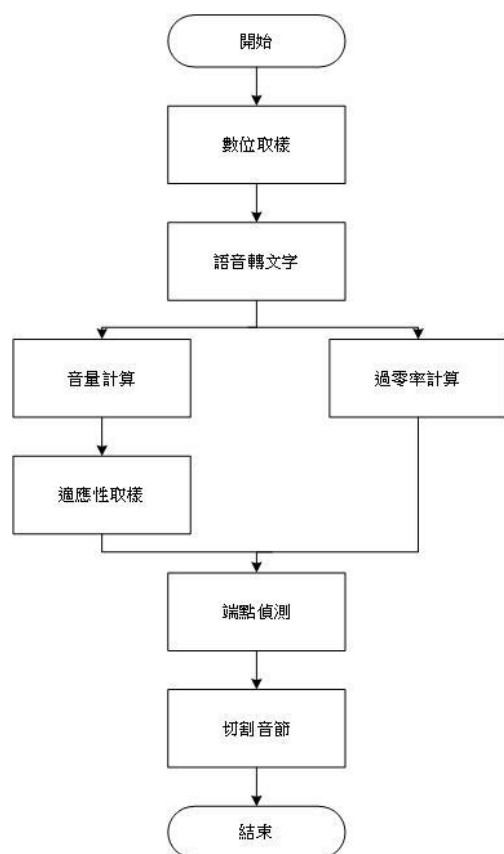 開始
數位取樣
語音轉文字
音量計算
過零率計算
適應性取樣
端點偵測
切割音節
結束